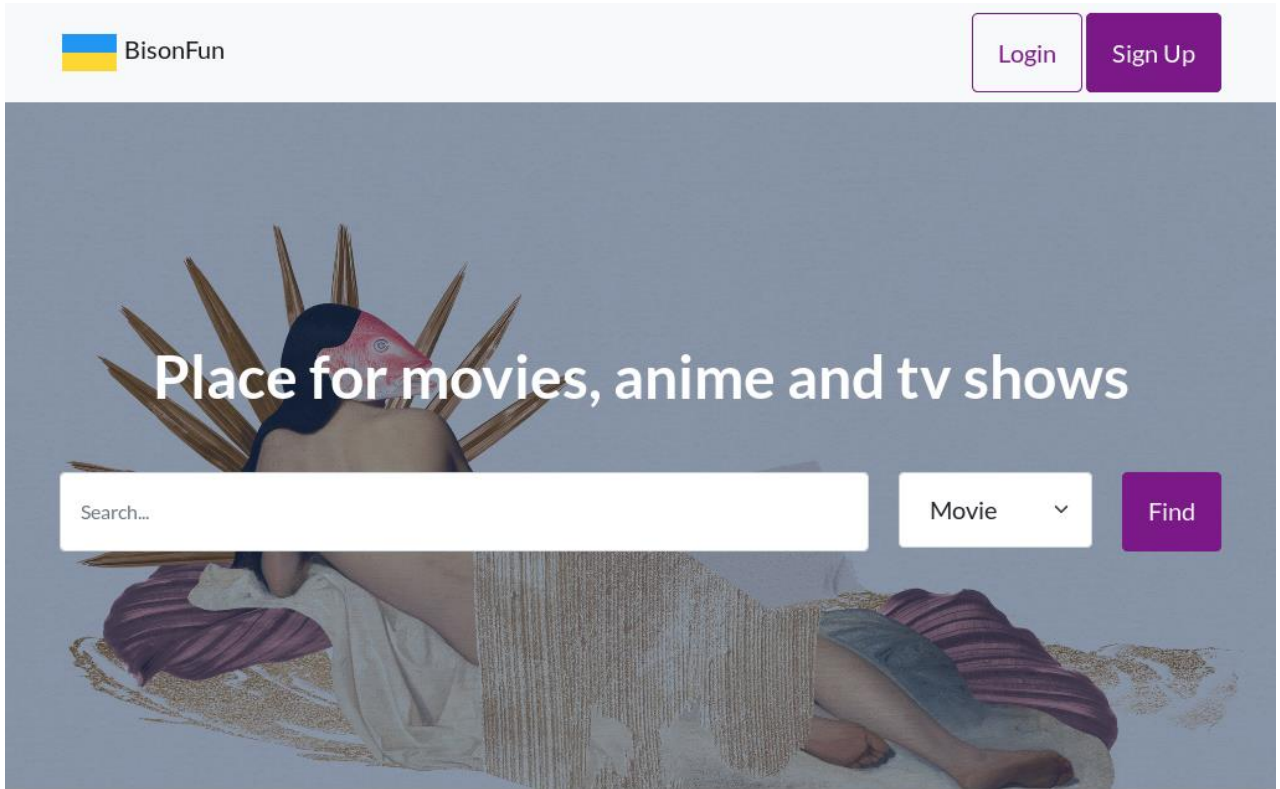 BisonFun
Login
Sign Up
Place for movies, anime and tv shows
Search...
Movie
Find